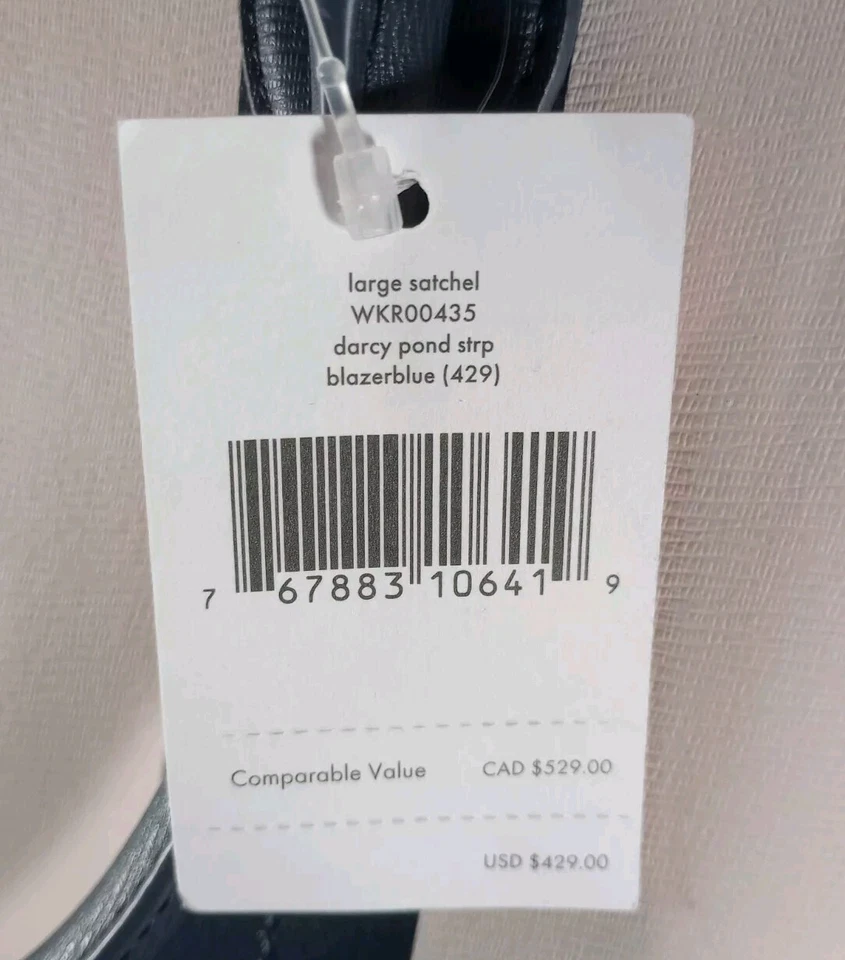 large satchel
WKR00435
darcy pond strp
blazerblue (429)
7 67883 10641 9
Comparable Value CAD $529.00
USD $429.00